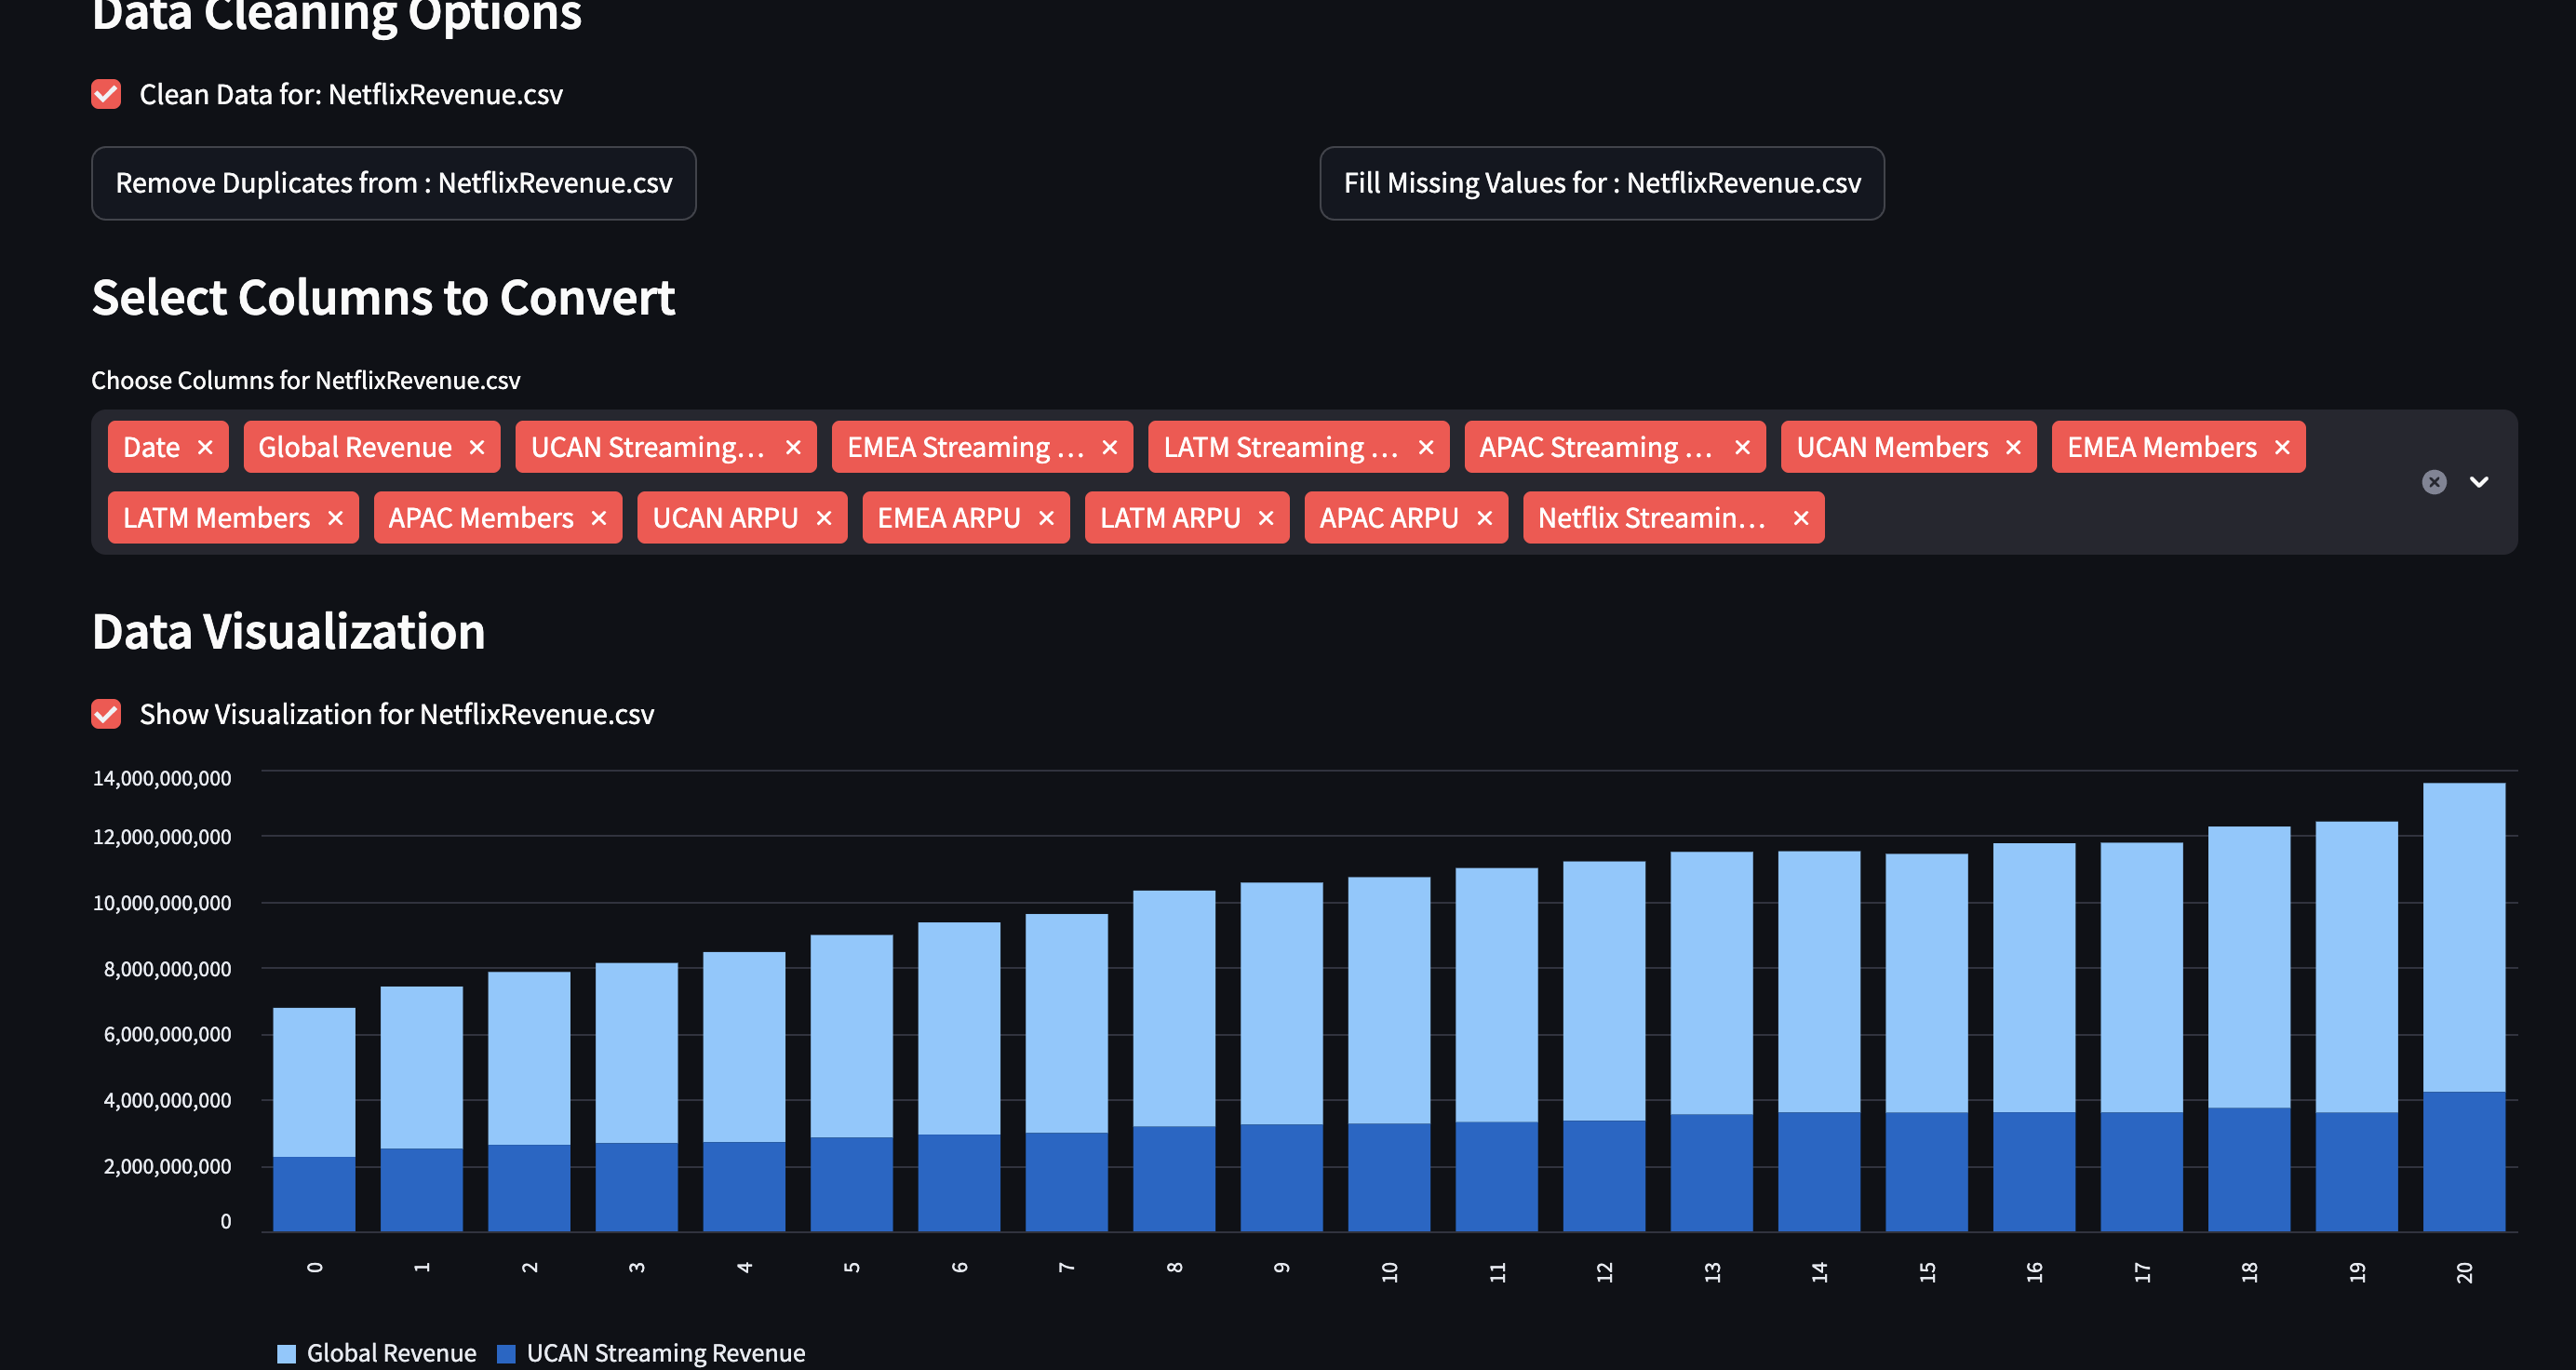 Data Cleaning Options
Clean Data for: NetflixRevenue.csv
Remove Duplicates from : NetflixRevenue.csv
Fill Missing Values for : NetflixRevenue.csv
Select Columns to Convert
Choose Columns for NetflixRevenue.csv
Date × Global Revenue × UCAN Streaming... × EMEA Streaming ... × LATM Streaming ... × APAC Streaming ... × UCAN Members × EMEA Members ×
LATM Members × APAC Members × UCAN ARPU × EMEA ARPU × LATM ARPU × APAC ARPU × Netflix Streamin... ×
Data Visualization
Show Visualization for NetflixRevenue.csv
14,000,000,000
12,000,000,000
10,000,000,000
8,000,000,000
6,000,000,000
4,000,000,000
2,000,000,000
0
0 1 2 3 4 5 6 7 8 9 10 11 12 13 14 15 16 17 18 19 20
Global Revenue UCAN Streaming Revenue